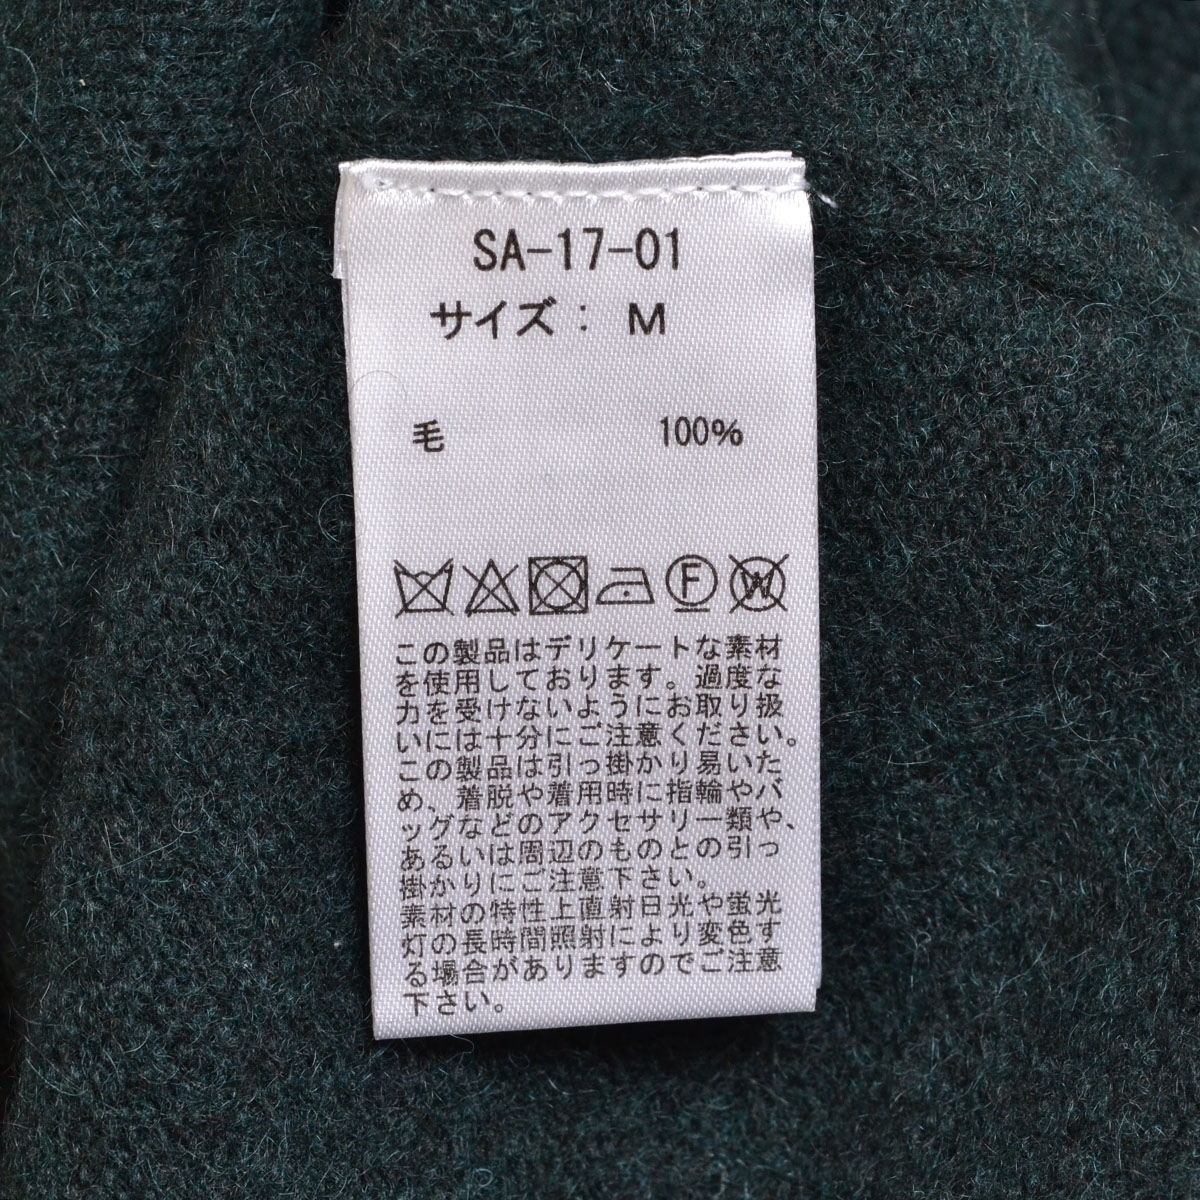 SA-17-01
サイズ： M
毛 100%
F W
この製品はデリケートな素材
を使用しております。過度な
力を受けないようにお取り扱
いには十分にご注意ください。
この製品は引っ掛かり易いた
め、着脱や着用時に指輪やバ
ッグなどのアクセサリー類や、
あるいは周辺のものとの引っ
掛かりにご注意下さい。
素材の特性上直射日光や蛍光
灯の長時間照射により変色す
る場合がありますのでご注意
下さい。